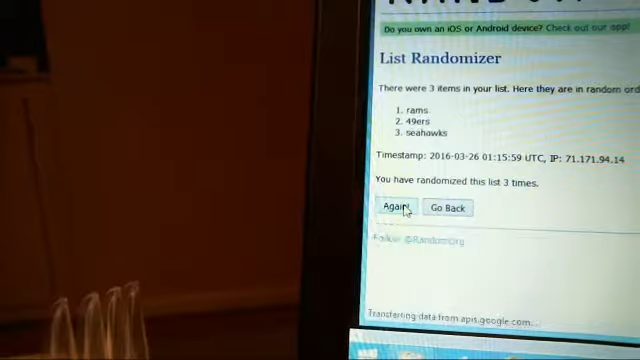 Do you own an iOS or Android device? Check out our app!
List Randomizer
There were 3 items in your list. Here they are in random ord
1. rams
2. 49ers
3. seahawks
Timestamp: 2016-03-26 01:15:59 UTC, IP: 71.171.94.14
You have randomized this list 3 times.
Again! Go Back
Follow @RandomOrg
Transferring data from apis.google.com...